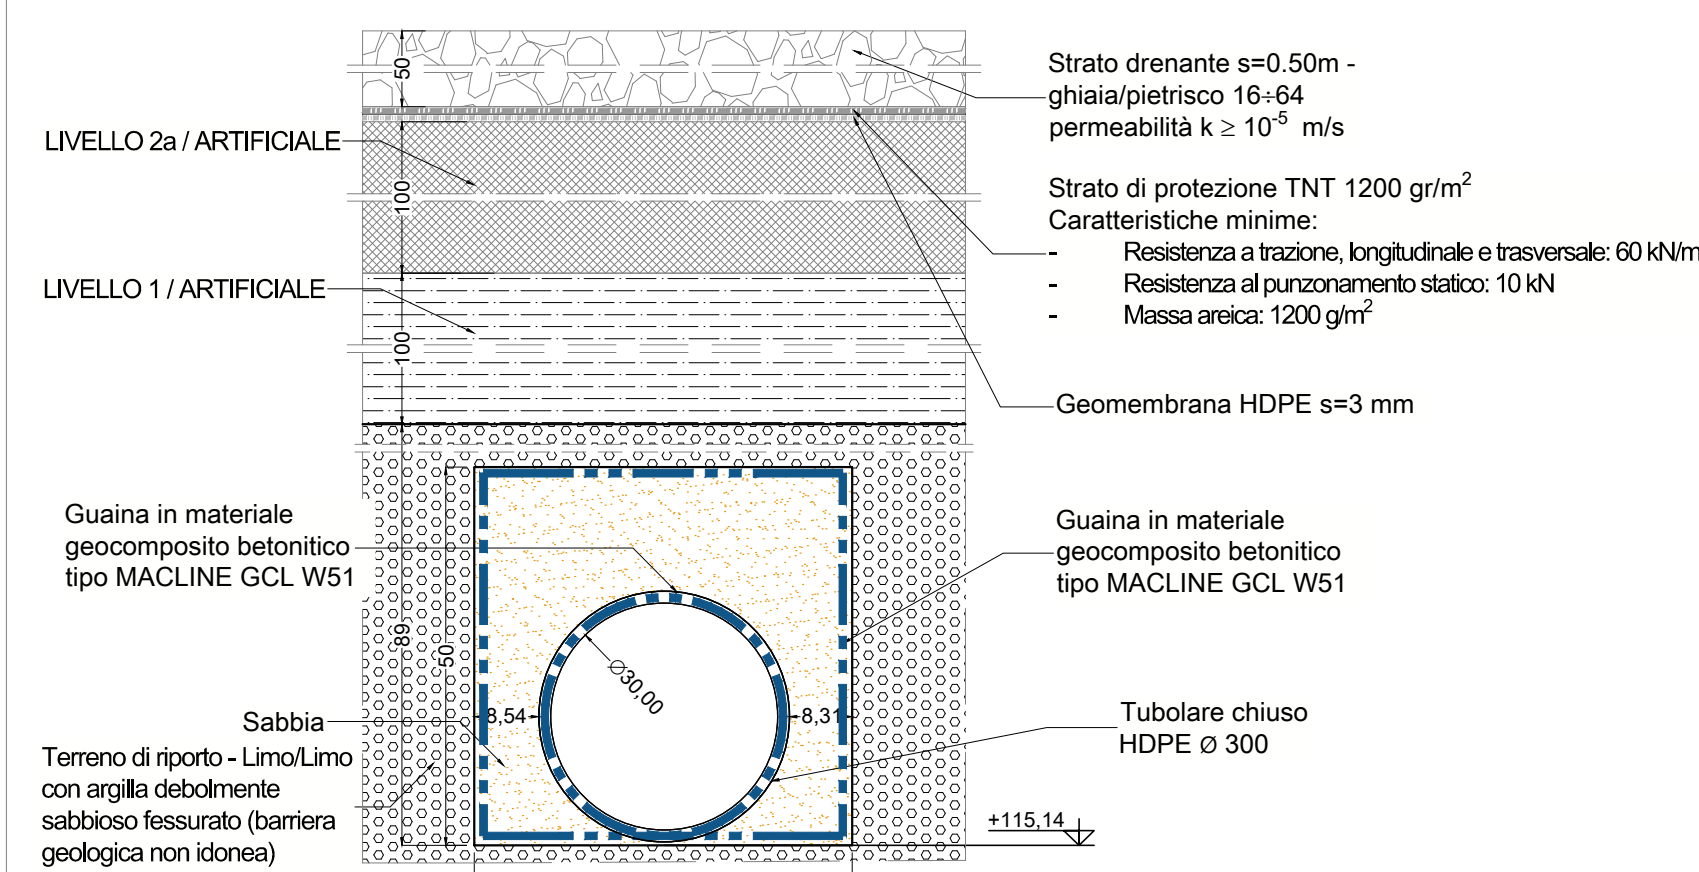 50
Strato drenante s=0.50m -
ghiaia/pietrisco 16÷64
permeabilità k ≥ 10⁻⁵ m/s
LIVELLO 2a / ARTIFICIALE
100
Strato di protezione TNT 1200 gr/m²
Caratteristiche minime:
- Resistenza a trazione, longitudinale e trasversale: 60 kN/m
- Resistenza al punzonamento statico: 10 kN
- Massa areica: 1200 g/m²
LIVELLO 1 / ARTIFICIALE
100
Geomembrana HDPE s=3 mm
Guaina in materiale
geocomposito betonitico
tipo MACLINE GCL W51
Guaina in materiale
geocomposito betonitico
tipo MACLINE GCL W51
89
50
Ø30,00
8,54
8,31
Sabbia
Tubolare chiuso
HDPE Ø 300
Terreno di riporto - Limo/Limo
con argilla debolmente
sabbioso fessurato (barriera
geologica non idonea)
+115,14